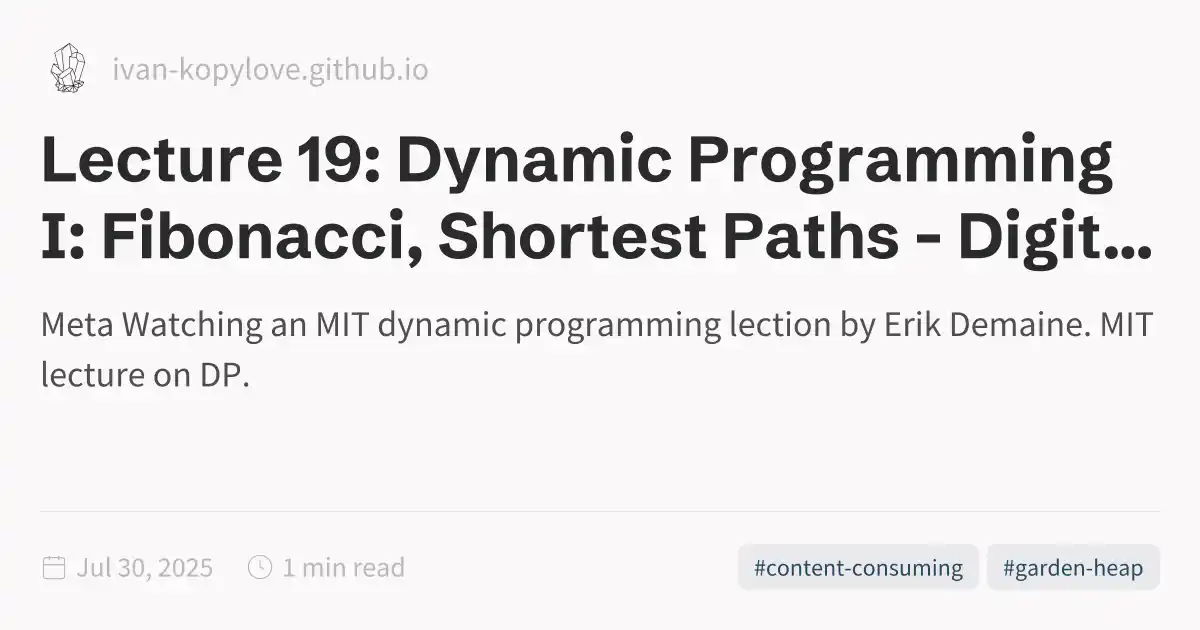 ivan-kopylove.github.io
Lecture 19: Dynamic Programming
I: Fibonacci, Shortest Paths - Digit...
Meta Watching an MIT dynamic programming lection by Erik Demaine. MIT
lecture on DP.
Jul 30, 2025 1 min read #content-consuming #garden-heap